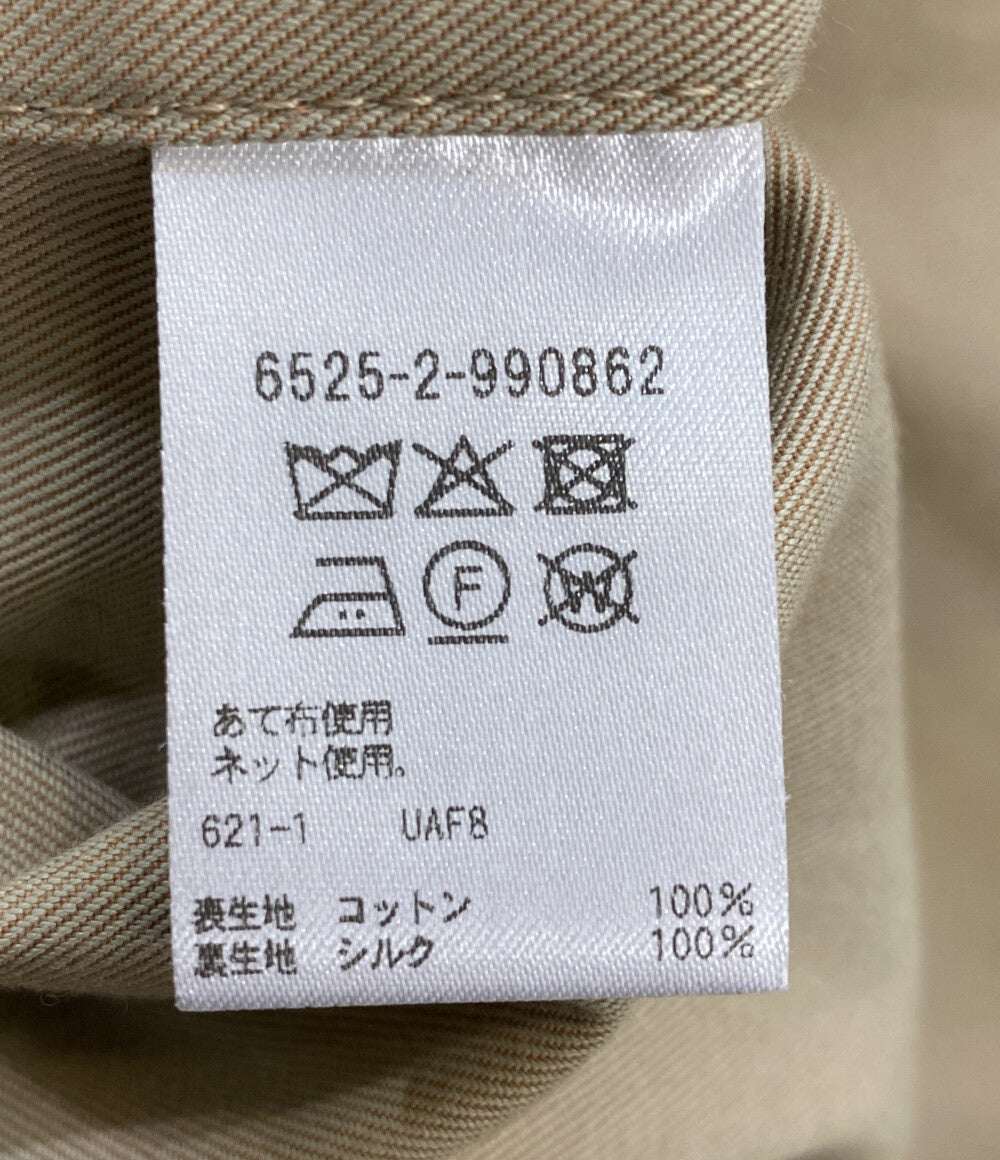 6525-2-990862
F
W
あて布使用
ネット使用。
621-1 UAF8
表生地 コットン 100%
裏生地 シルク 100%